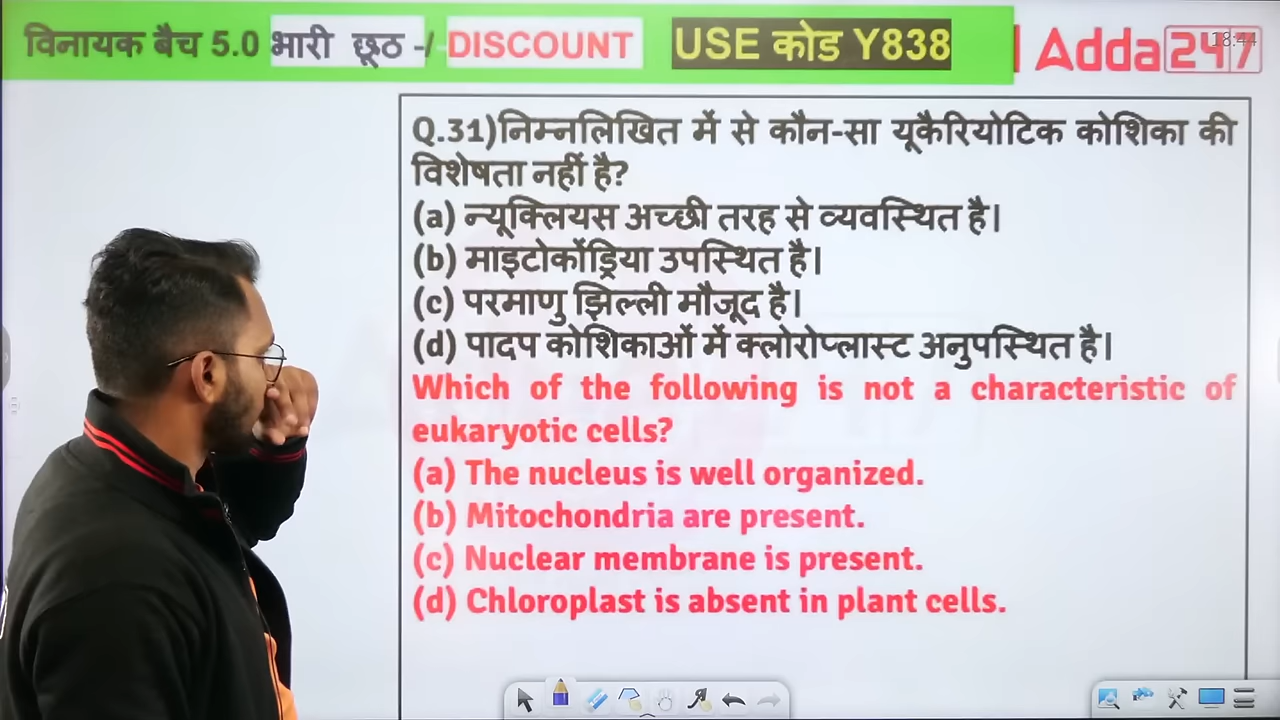 विनायक बैच 5.0 भारी छूठ -/ DISCOUNT USE कोड Y838
Adda247
18:44
Q.31)निम्नलिखित में से कौन-सा यूकैरियोटिक कोशिका की
विशेषता नहीं है?
(a) न्यूक्लियस अच्छी तरह से व्यवस्थित है।
(b) माइटोकोंड्रिया उपस्थित है।
(c) परमाणु झिल्ली मौजूद है।
(d) पादप कोशिकाओं में क्लोरोप्लास्ट अनुपस्थित है।
Which of the following is not a characteristic of
eukaryotic cells?
(a) The nucleus is well organized.
(b) Mitochondria are present.
(c) Nuclear membrane is present.
(d) Chloroplast is absent in plant cells.